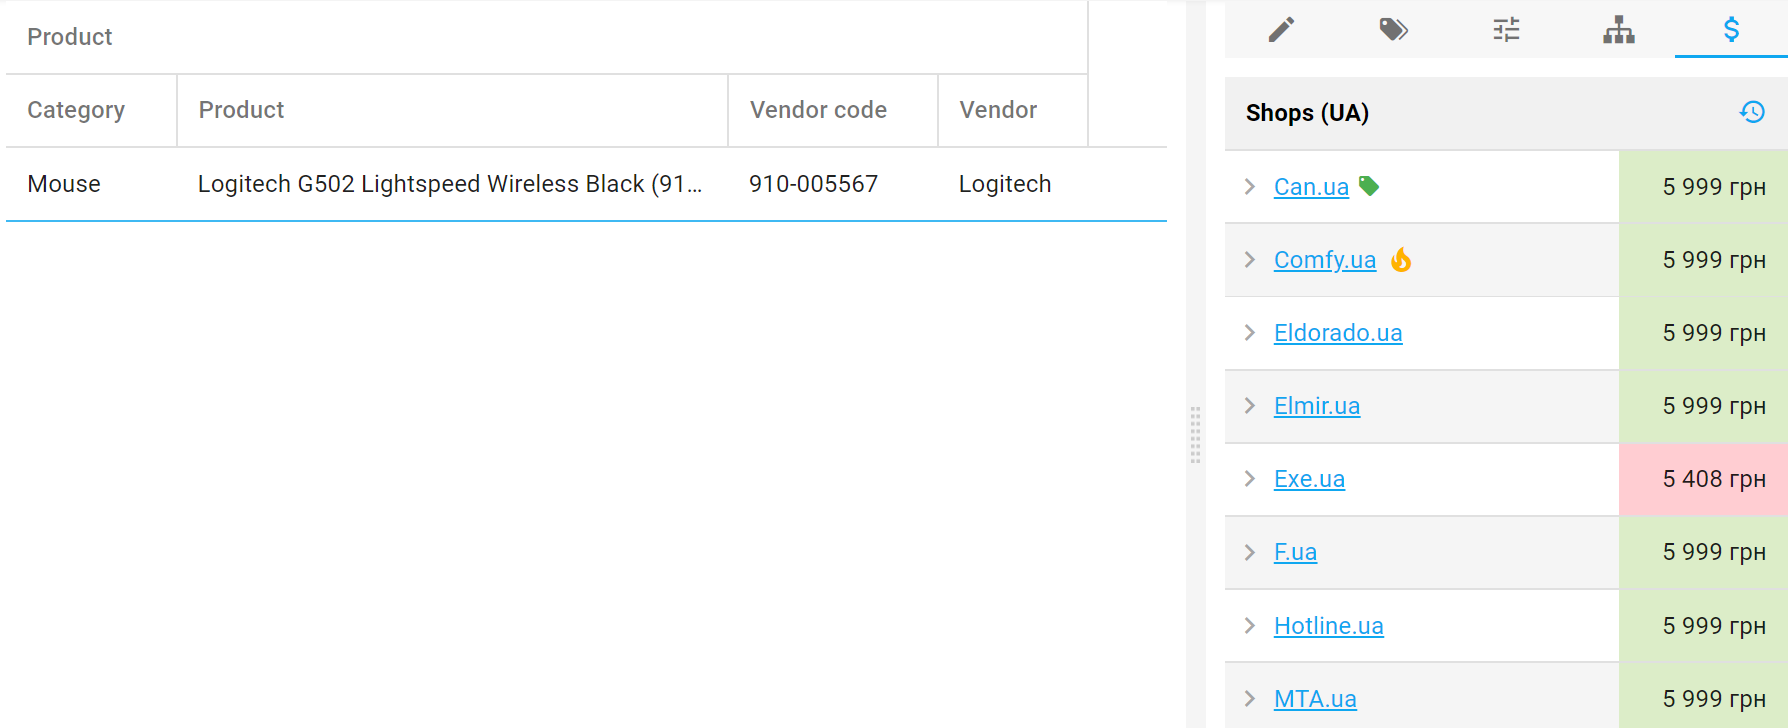 Product
Category Product Vendor code Vendor
Mouse Logitech G502 Lightspeed Wireless Black (91... 910-005567 Logitech
$
Shops (UA)
Can.ua 5 999 грн
Comfy.ua 5 999 грн
Eldorado.ua 5 999 грн
Elmir.ua 5 999 грн
Exe.ua 5 408 грн
F.ua 5 999 грн
Hotline.ua 5 999 грн
MTA.ua 5 999 грн